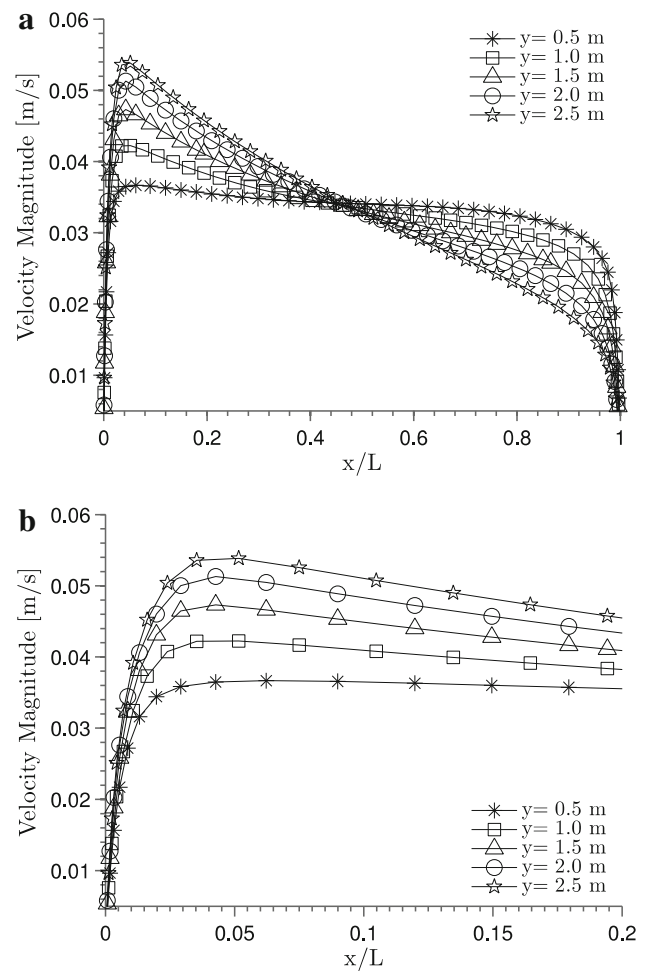 a
0.06
0.05
0.04
0.03
0.02
0.01
Velocity Magnitude [m/s]
y= 0.5 m
y= 1.0 m
y= 1.5 m
y= 2.0 m
y= 2.5 m
0 0.2 0.4 0.6 0.8 1
x/L
b
0.06
0.05
0.04
0.03
0.02
0.01
Velocity Magnitude [m/s]
y= 0.5 m
y= 1.0 m
y= 1.5 m
y= 2.0 m
y= 2.5 m
0 0.05 0.1 0.15 0.2
x/L